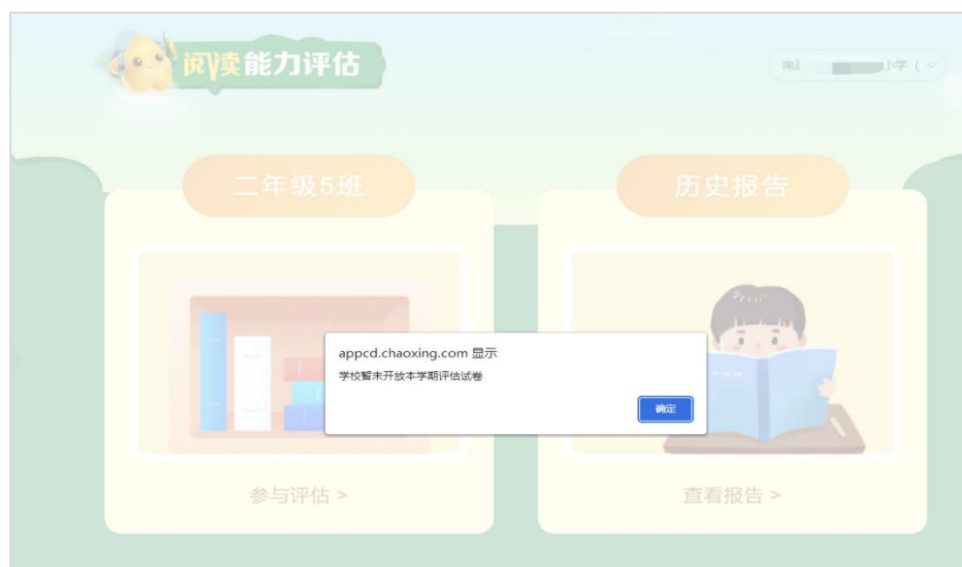 阅读能力评估
小学（
二年级5班
历史报告
appcd.chaoxing.com 显示
学校暂未开放本学期评估试卷
确定
参与评估 >
查看报告 >